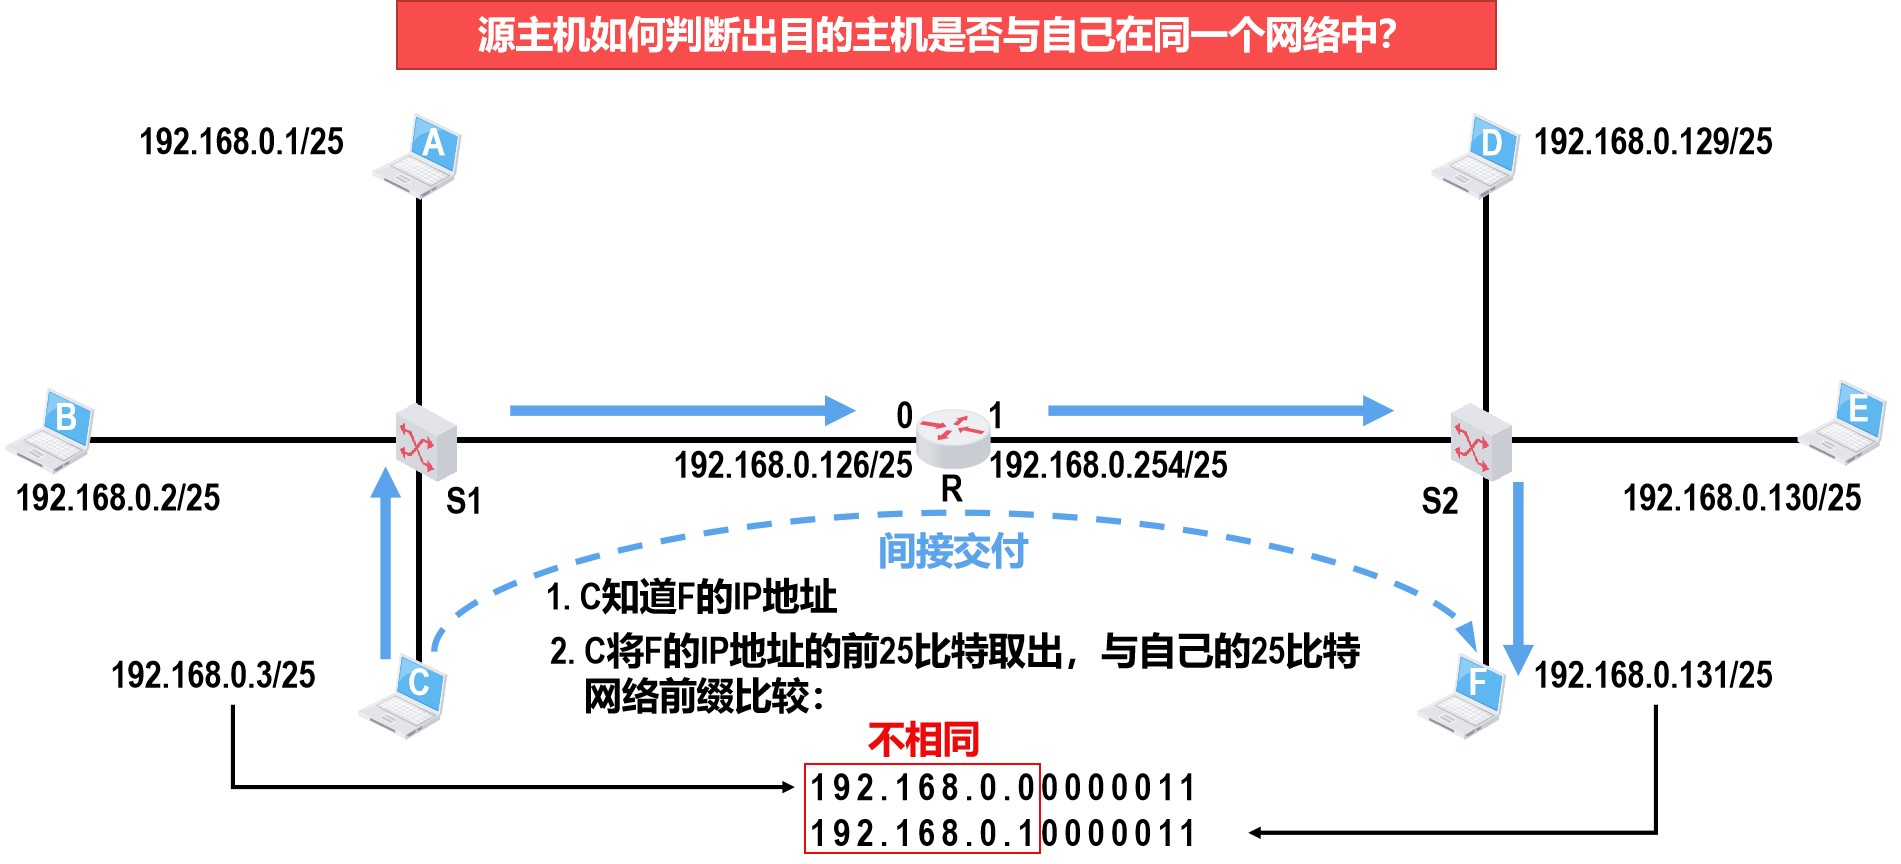 源主机如何判断出目的主机是否与自己在同一个网络中？
192.168.0.1/25
A
D
192.168.0.129/25
B
192.168.0.2/25
S1
0
1
192.168.0.126/25
192.168.0.254/25
R
S2
E
192.168.0.130/25
间接交付
1. C知道F的IP地址
2. C将F的IP地址的前25比特取出，与自己的25比特
网络前缀比较：
192.168.0.3/25
C
F
192.168.0.131/25
不相同
192.168.0.00000011
192.168.0.10000011